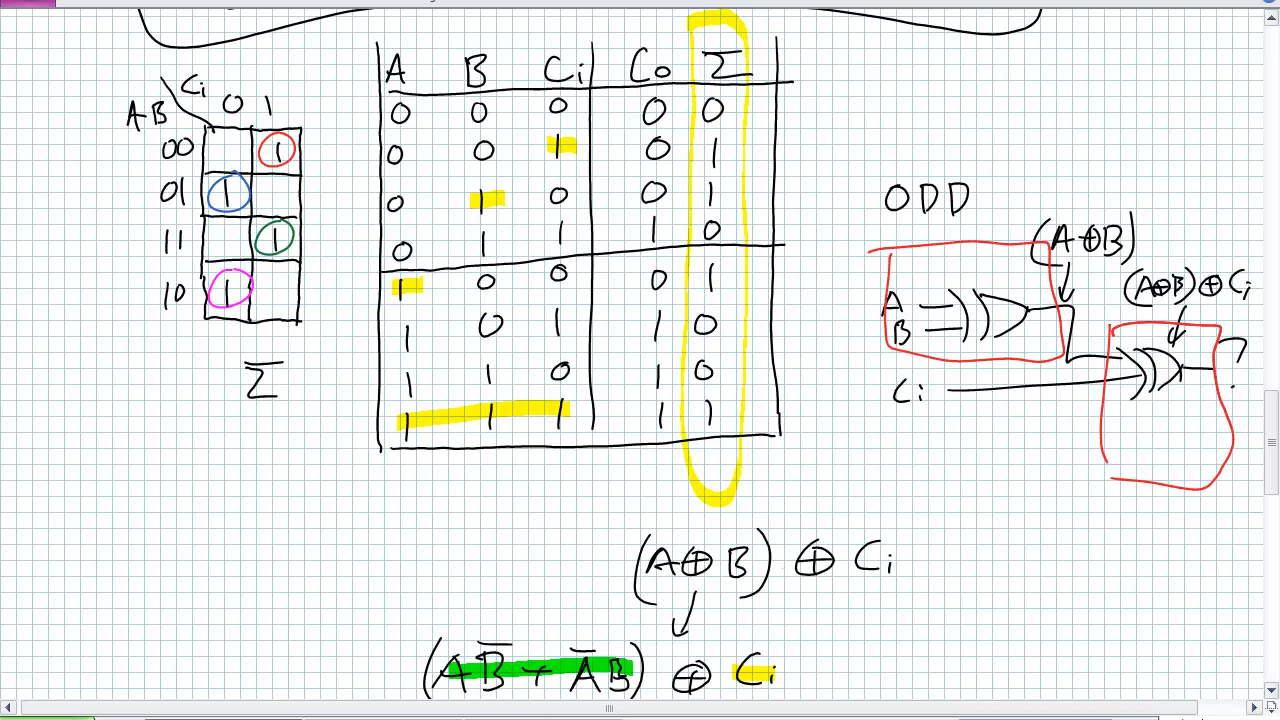 A B Ci Co Σ
0 0 0 0 0
0 0 1 0 1
0 1 0 0 1
0 1 1 1 0
1 0 0 0 1
1 0 1 1 0
1 1 0 1 0
1 1 1 1 1
Ci
AB 0 1
00 1
01 1
11 1
10 1
Σ
ODD
(A⊕B)
(A⊕B)⊕Ci
A
B
Ci
?
(A⊕B) ⊕ Ci
(AB̅ + A̅B) ⊕ Ci